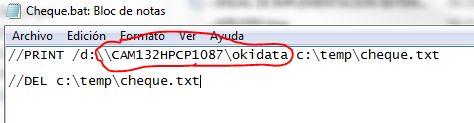 Cheque.bat: Bloc de notas
Archivo Edición Formato Ver Ayuda
//PRINT /d:\\CAM132HPCP1087\okidata c:\temp\cheque.txt
//DEL c:\temp\cheque.txt